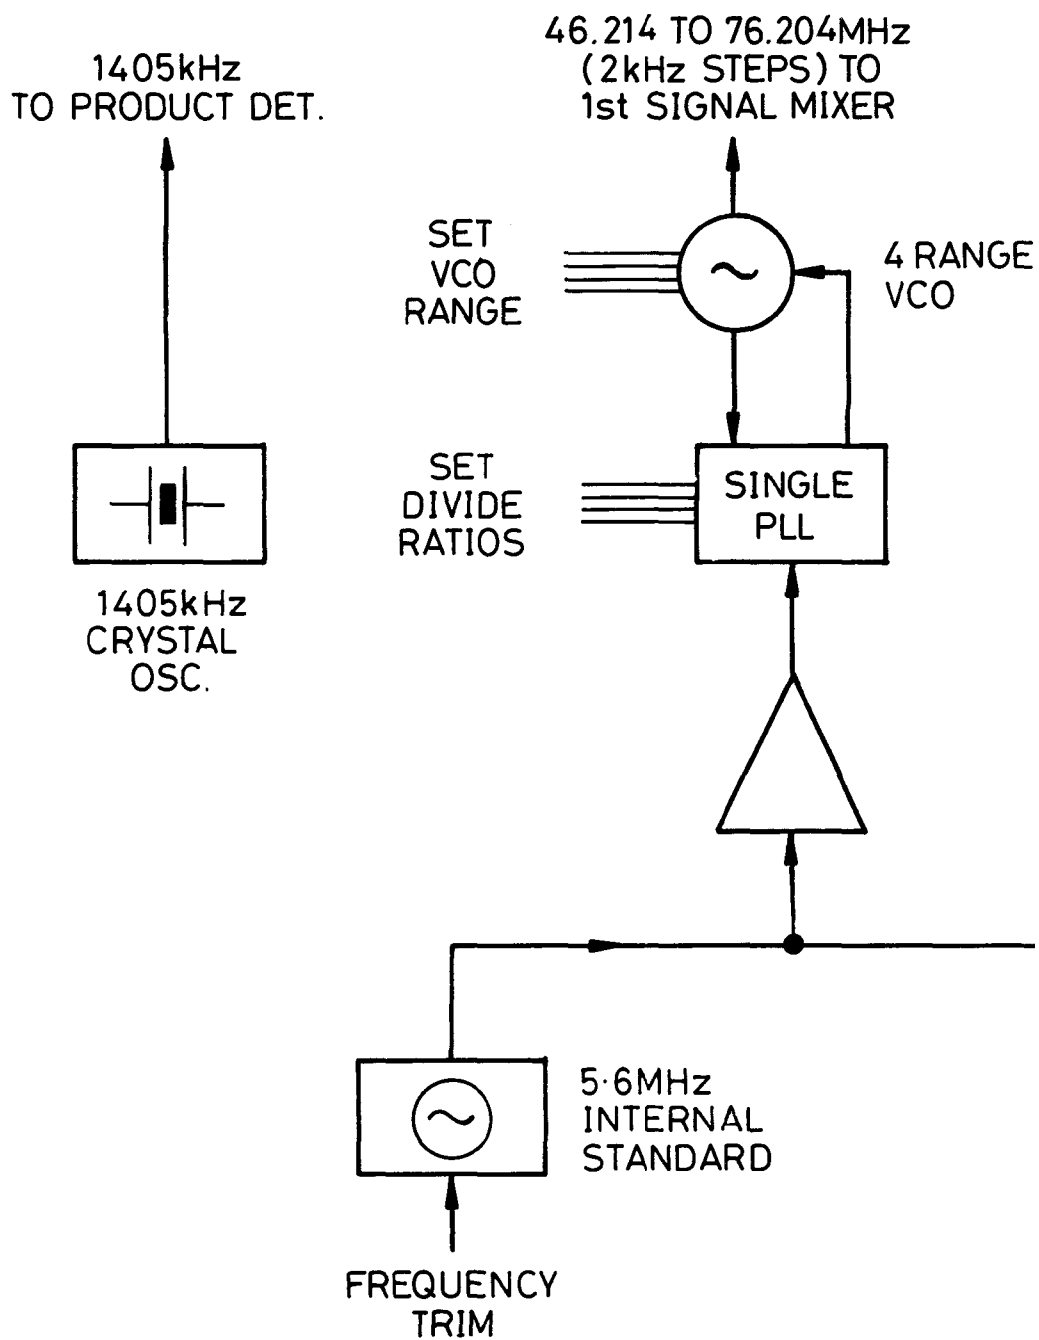 1405kHz
TO PRODUCT DET.
46.214 TO 76.204MHz
(2kHz STEPS) TO
1st SIGNAL MIXER
SET
VCO
RANGE
4 RANGE
VCO
SET
DIVIDE
RATIOS
SINGLE
PLL
1405kHz
CRYSTAL
OSC.
5·6MHz
INTERNAL
STANDARD
FREQUENCY
TRIM